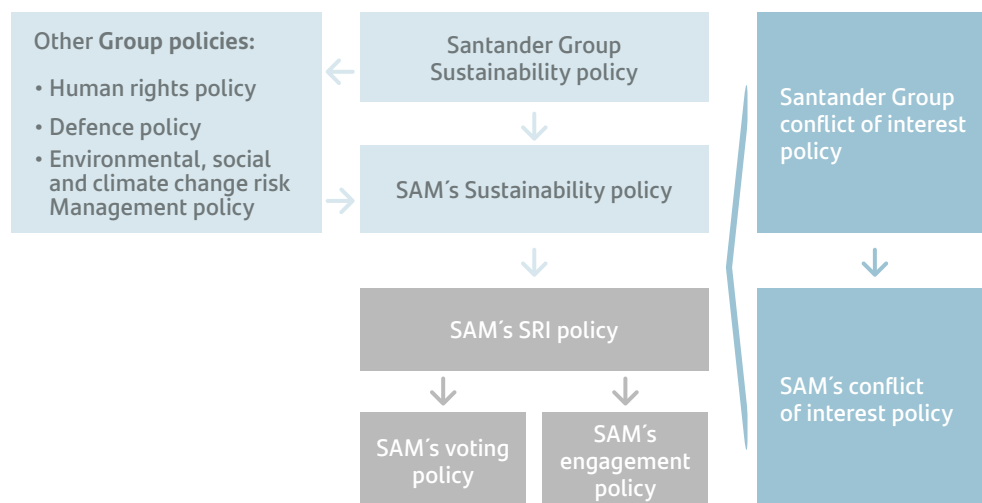 Other Group policies:
• Human rights policy
• Defence policy
• Environmental, social
and climate change risk
Management policy
Santander Group
Sustainability policy
SAM´s Sustainability policy
SAM´s SRI policy
SAM´s voting
policy
SAM´s
engagement
policy
Santander Group
conflict of interest
policy
SAM´s conflict
of interest policy